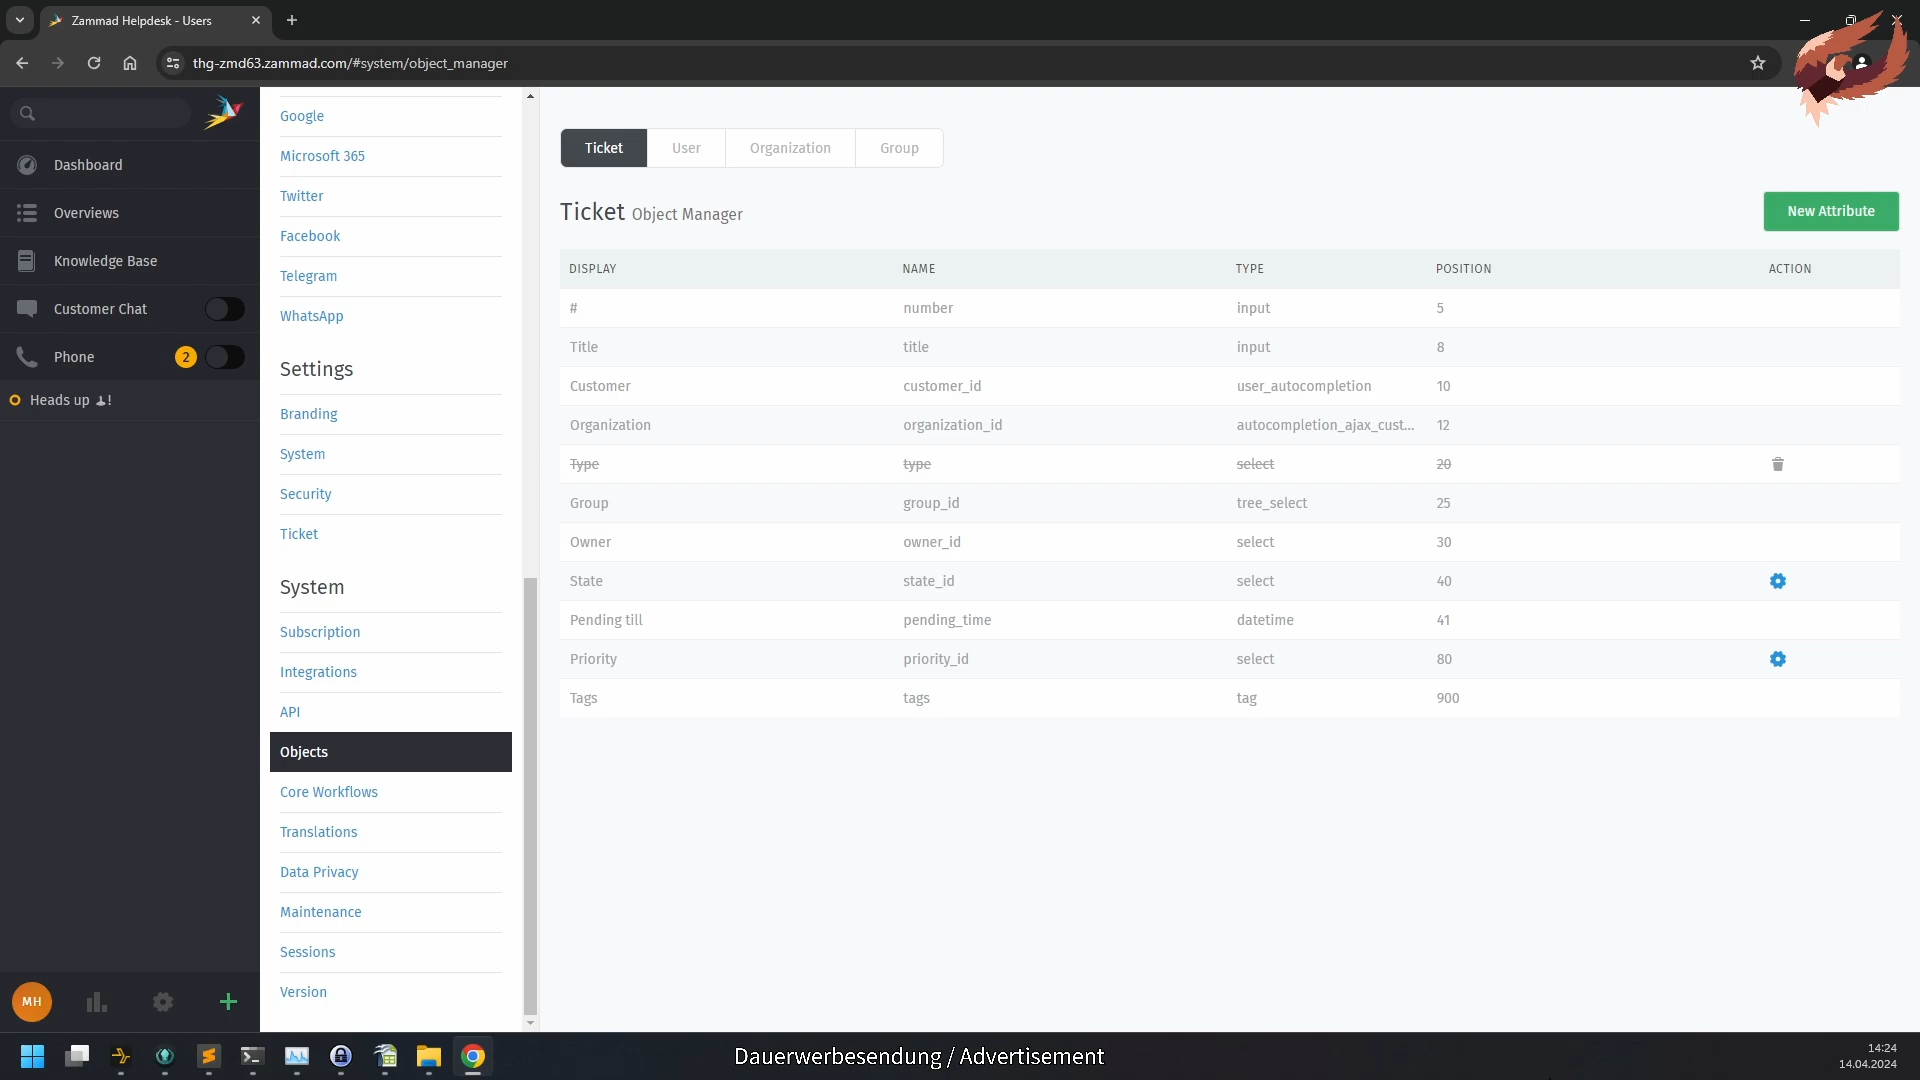 Zammad Helpdesk - Users
thg-zmd63.zammad.com/#system/object_manager
Dashboard
Overviews
Knowledge Base
Customer Chat
Phone 2
Heads up !
MH
Google
Microsoft 365
Twitter
Facebook
Telegram
WhatsApp
Settings
Branding
System
Security
Ticket
System
Subscription
Integrations
API
Objects
Core Workflows
Translations
Data Privacy
Maintenance
Sessions
Version
Ticket User Organization Group
Ticket Object Manager
New Attribute
DISPLAY NAME TYPE POSITION ACTION
# number input 5
Title title input 8
Customer customer_id user_autocompletion 10
Organization organization_id autocompletion_ajax_cust... 12
Type type select 20
Group group_id tree_select 25
Owner owner_id select 30
State state_id select 40
Pending till pending_time datetime 41
Priority priority_id select 80
Tags tags tag 900
Dauerwerbesendung / Advertisement
14:24
14.04.2024